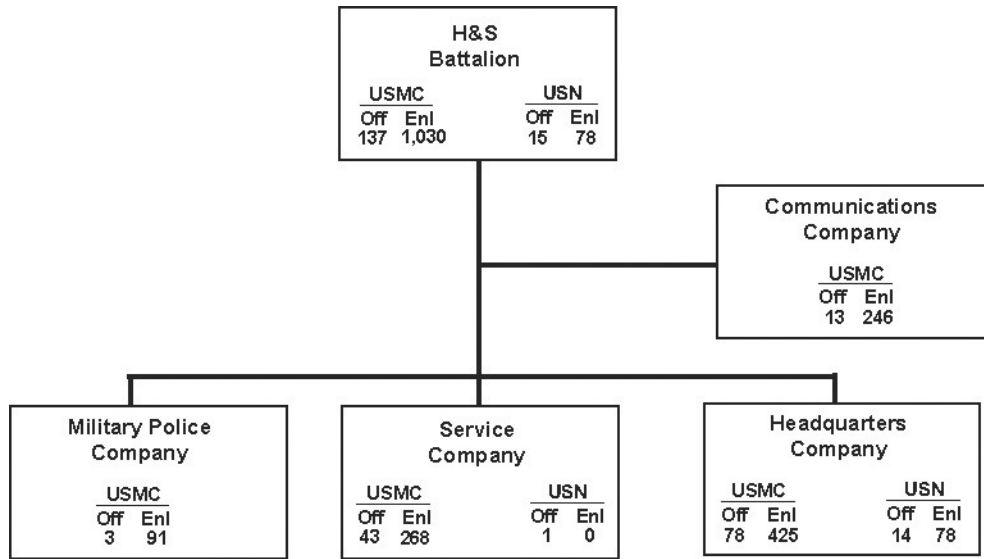 H&S
Battalion
USMC USN
Off Enl Off Enl
137 1,030 15 78
Communications
Company
USMC
Off Enl
13 246
Military Police
Company
USMC
Off Enl
3 91
Service
Company
USMC USN
Off Enl Off Enl
43 268 1 0
Headquarters
Company
USMC USN
Off Enl Off Enl
78 425 14 78